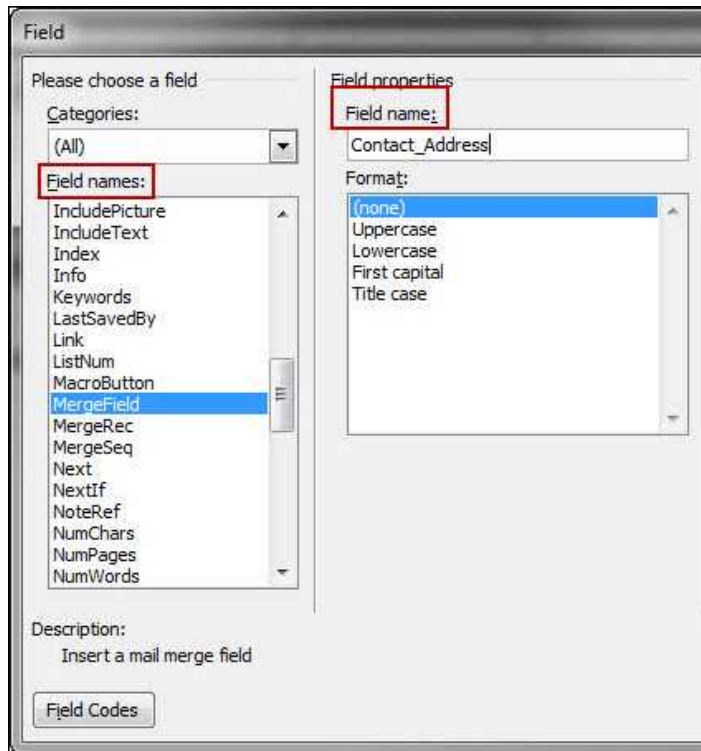 Field
Please choose a field
Categories:
(All)
Field names:
IncludePicture
IncludeText
Index
Info
Keywords
LastSavedBy
Link
ListNum
MacroButton
MergeField
MergeRec
MergeSeq
Next
NextIf
NoteRef
NumChars
NumPages
NumWords
Field properties
Field name:
Contact_Address
Format:
(none)
Uppercase
Lowercase
First capital
Title case
Description:
Insert a mail merge field
Field Codes